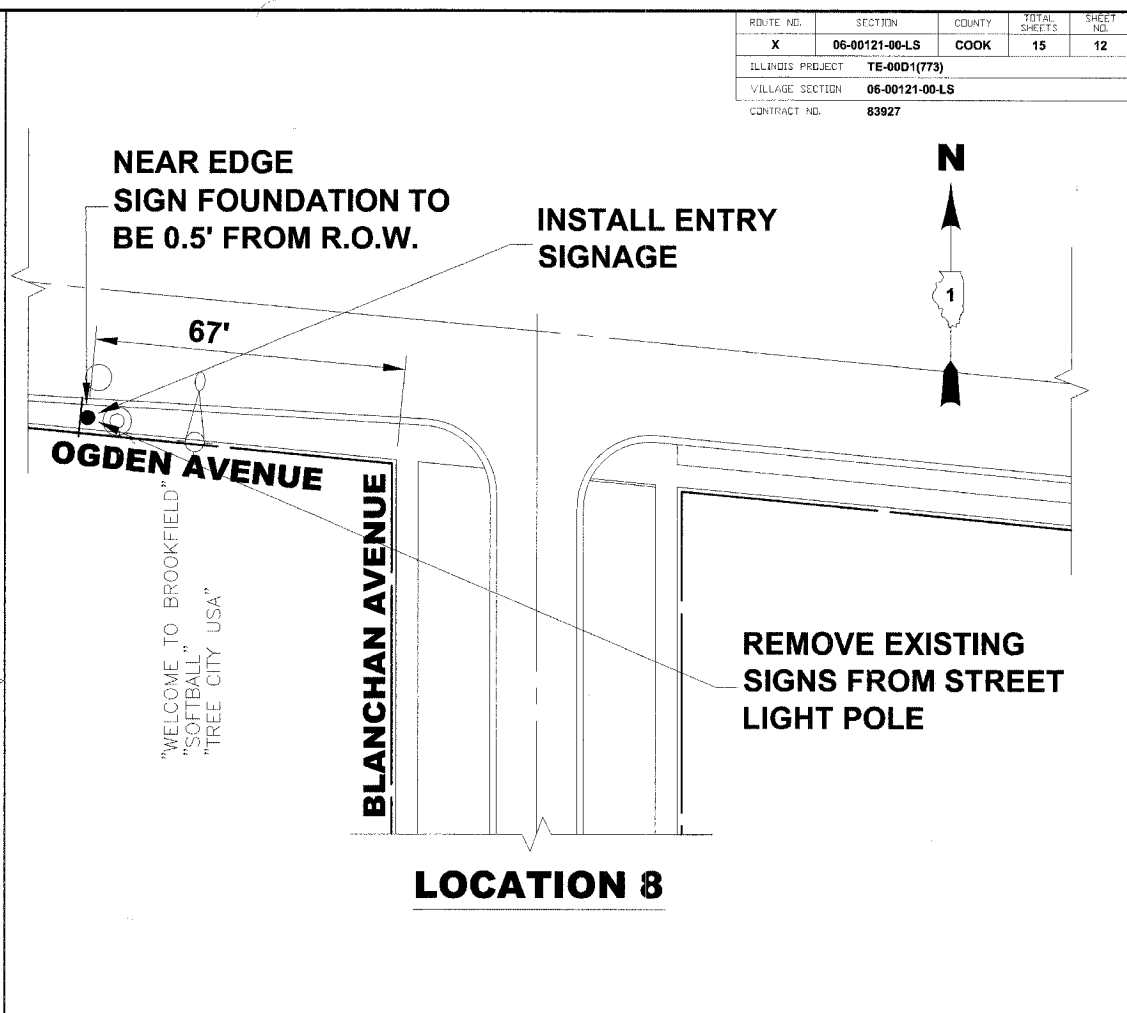 ROUTE NO. SECTION COUNTY TOTAL SHEETS SHEET NO.
X 06-00121-00-LS COOK 15 12
ILLINOIS PROJECT TE-00D1(773)
VILLAGE SECTION 06-00121-00-LS
CONTRACT NO. 83927
N
NEAR EDGE
SIGN FOUNDATION TO
BE 0.5' FROM R.O.W.
INSTALL ENTRY
SIGNAGE
1
67'
OGDEN AVENUE
BLANCHAN AVENUE
"WELCOME TO BROOKFIELD"
"SOFTBALL"
"TREE CITY USA"
REMOVE EXISTING
SIGNS FROM STREET
LIGHT POLE
LOCATION 8